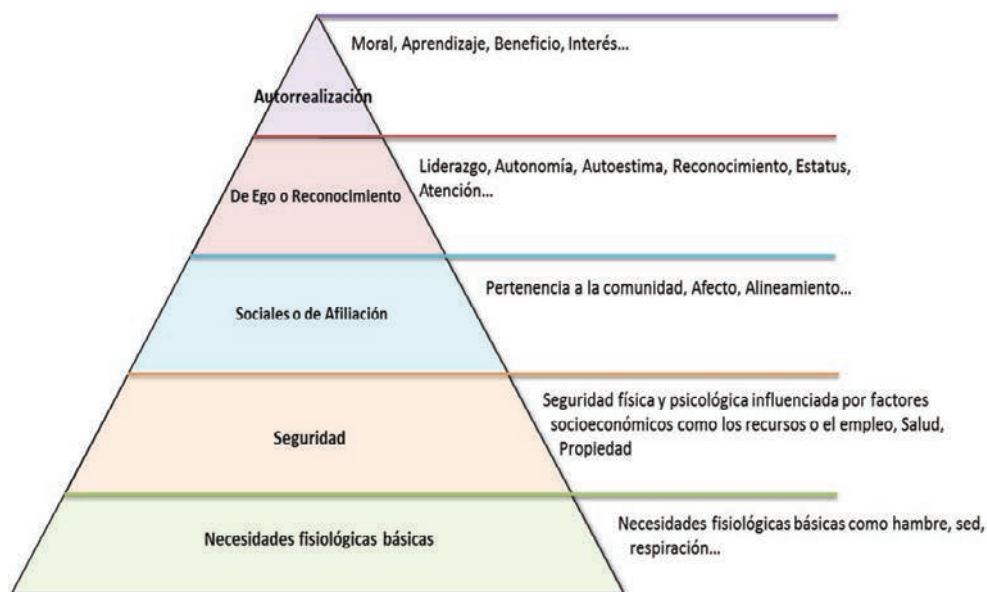 Moral, Aprendizaje, Beneficio, Interés...
Autorrealización
Liderazgo, Autonomía, Autoestima, Reconocimiento, Estatus,
Atención...
De Ego o Reconocimiento
Pertenencia a la comunidad, Afecto, Alineamiento...
Sociales o de Afiliación
Seguridad física y psicológica influenciada por factores
socioeconómicos como los recursos o el empleo, Salud,
Propiedad
Seguridad
Necesidades fisiológicas básicas como hambre, sed,
respiración...
Necesidades fisiológicas básicas